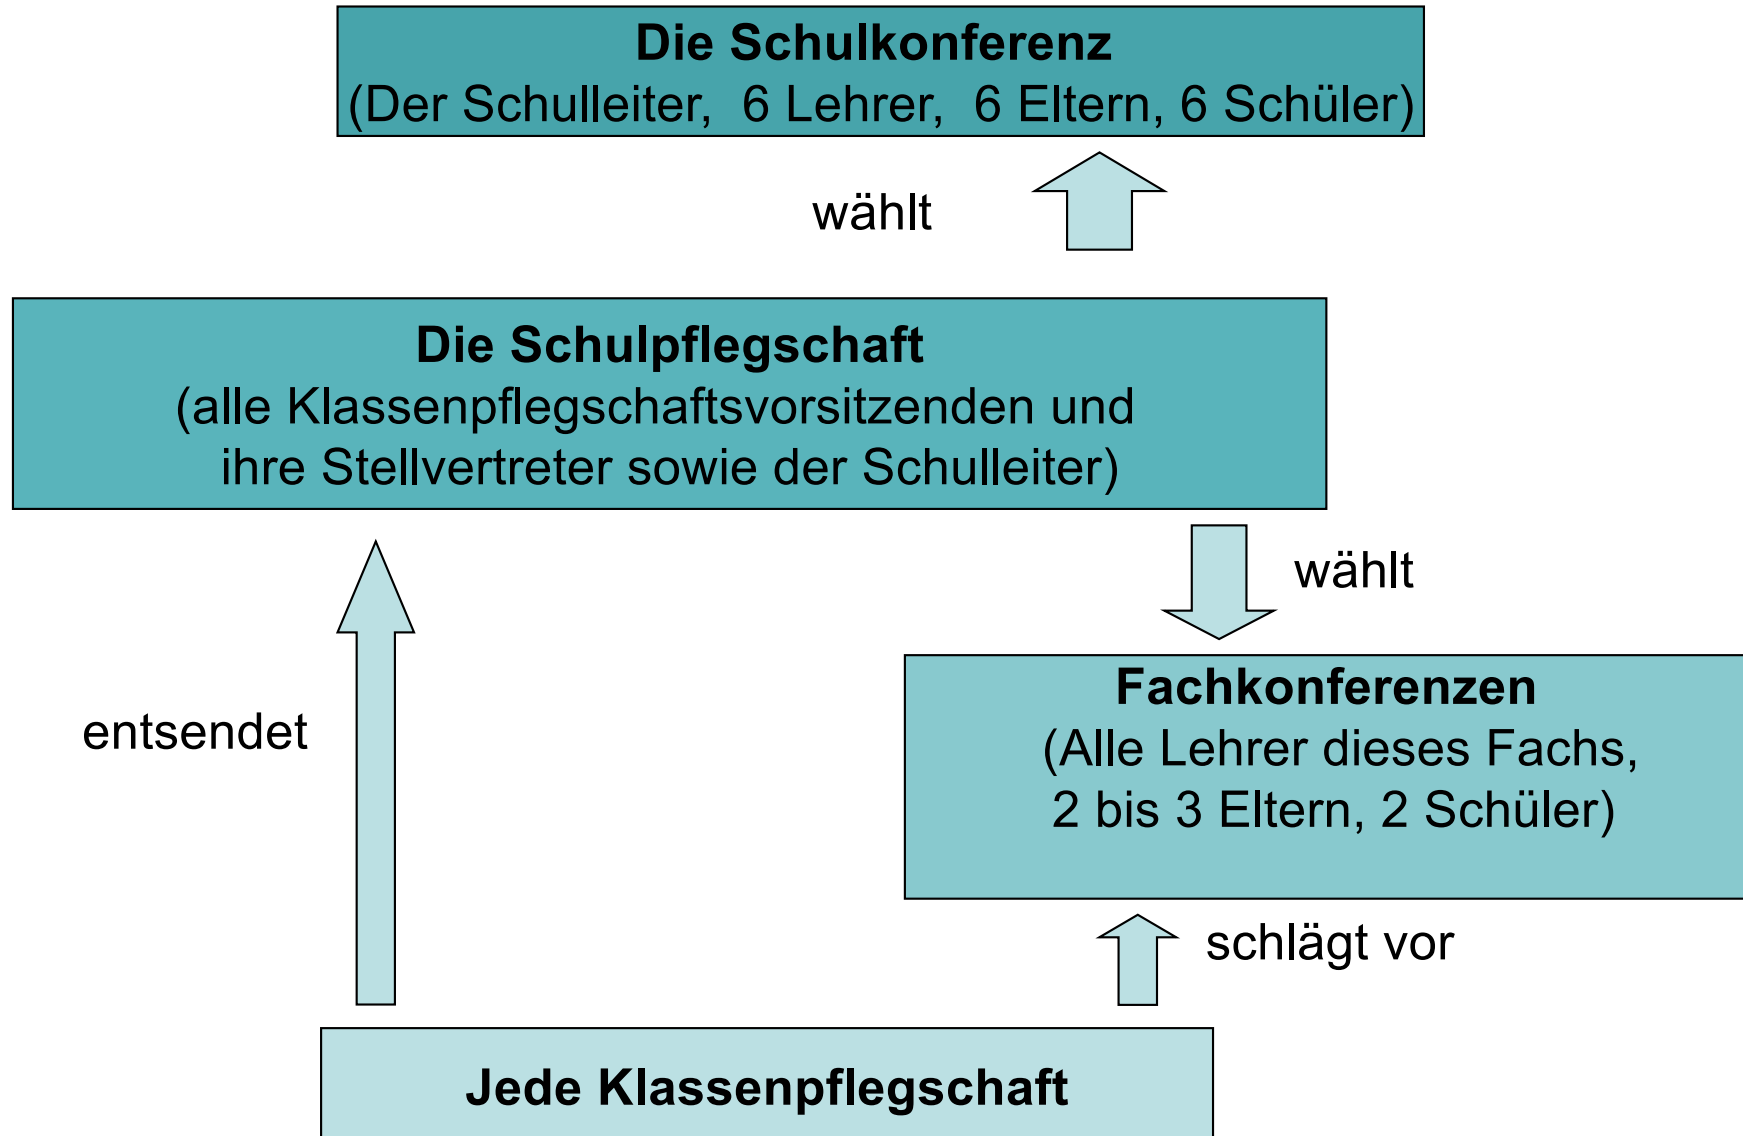 Die Schulkonferenz
(Der Schulleiter, 6 Lehrer, 6 Eltern, 6 Schüler)
wählt
Die Schulpflegschaft
(alle Klassenpflegschaftsvorsitzenden und
ihre Stellvertreter sowie der Schulleiter)
wählt
entsendet
Fachkonferenzen
(Alle Lehrer dieses Fachs,
2 bis 3 Eltern, 2 Schüler)
schlägt vor
Jede Klassenpflegschaft